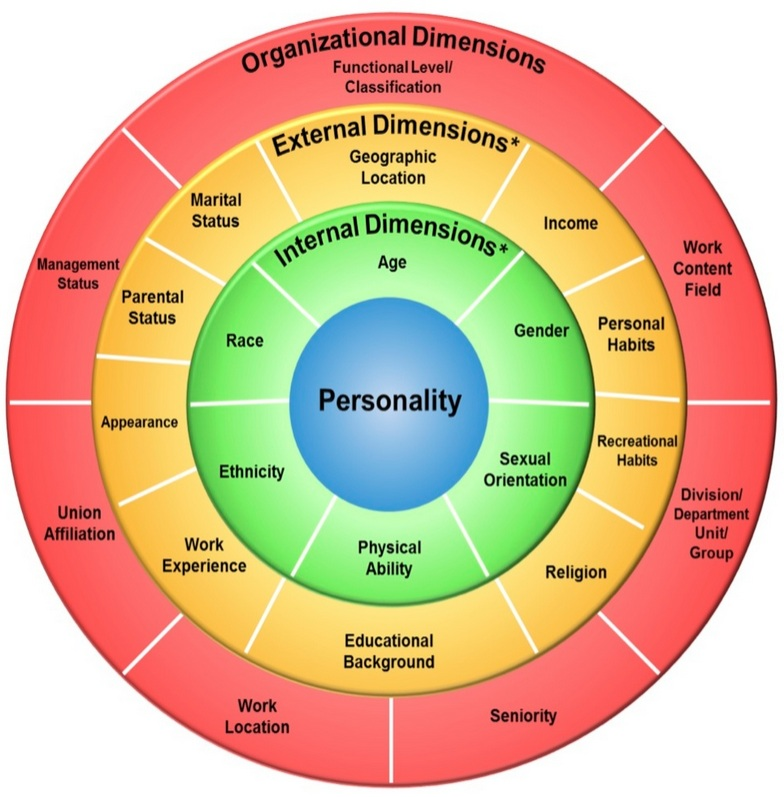 Organizational Dimensions
Functional Level/
Classification
External Dimensions*
Geographic
Location
Marital
Status
Income
Internal Dimensions*
Age
Work
Content
Field
Management
Status
Parental
Status
Race
Gender
Personal
Habits
Personality
Appearance
Ethnicity
Sexual
Orientation
Recreational
Habits
Union
Affiliation
Work
Experience
Physical
Ability
Religion
Division/
Department
Unit/
Group
Educational
Background
Work
Location
Seniority